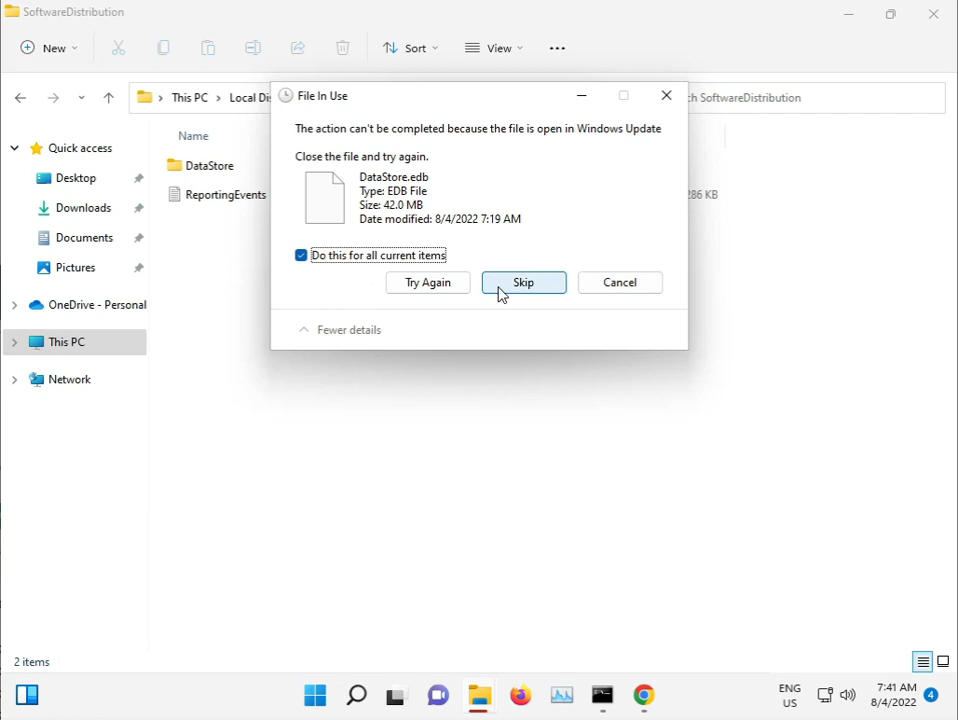 SoftwareDistribution
New
Sort
View
This PC
Local Dis
ch SoftwareDistribution
File In Use
The action can't be completed because the file is open in Windows Update
Close the file and try again.
DataStore.edb
Type: EDB File
Size: 42.0 MB
Date modified: 8/4/2022 7:19 AM
Do this for all current items
Try Again
Skip
Cancel
Fewer details
Name
DataStore
ReportingEvents
286 KB
Quick access
Desktop
Downloads
Documents
Pictures
OneDrive - Personal
This PC
Network
2 items
ENG
US
7:41 AM
8/4/2022
4